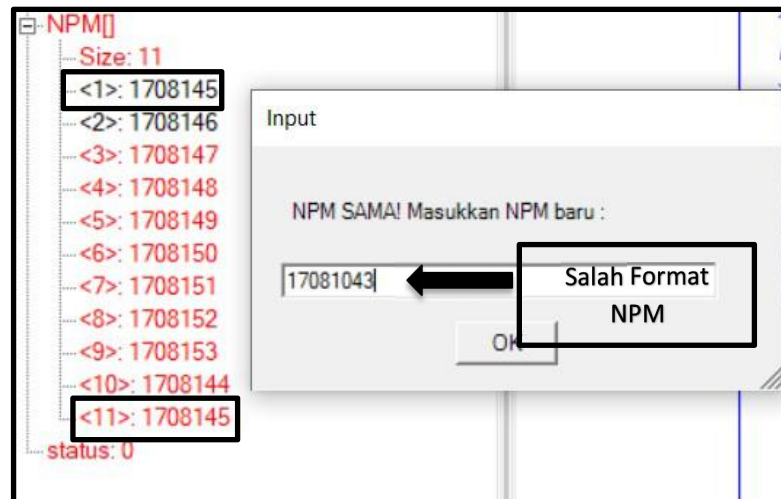 NPM[]
Size: 11
<1>: 1708145
<2>: 1708146
<3>: 1708147
<4>: 1708148
<5>: 1708149
<6>: 1708150
<7>: 1708151
<8>: 1708152
<9>: 1708153
<10>: 1708144
<11>: 1708145
status: 0
Input
NPM SAMA! Masukkan NPM baru :
17081043
Salah Format
NPM
OK